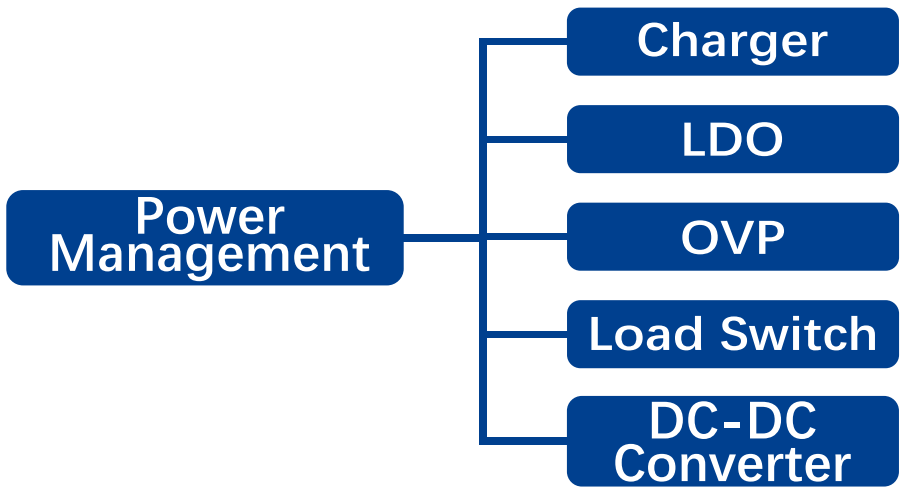 Power
Management
Charger
LDO
OVP
Load Switch
DC-DC
Converter